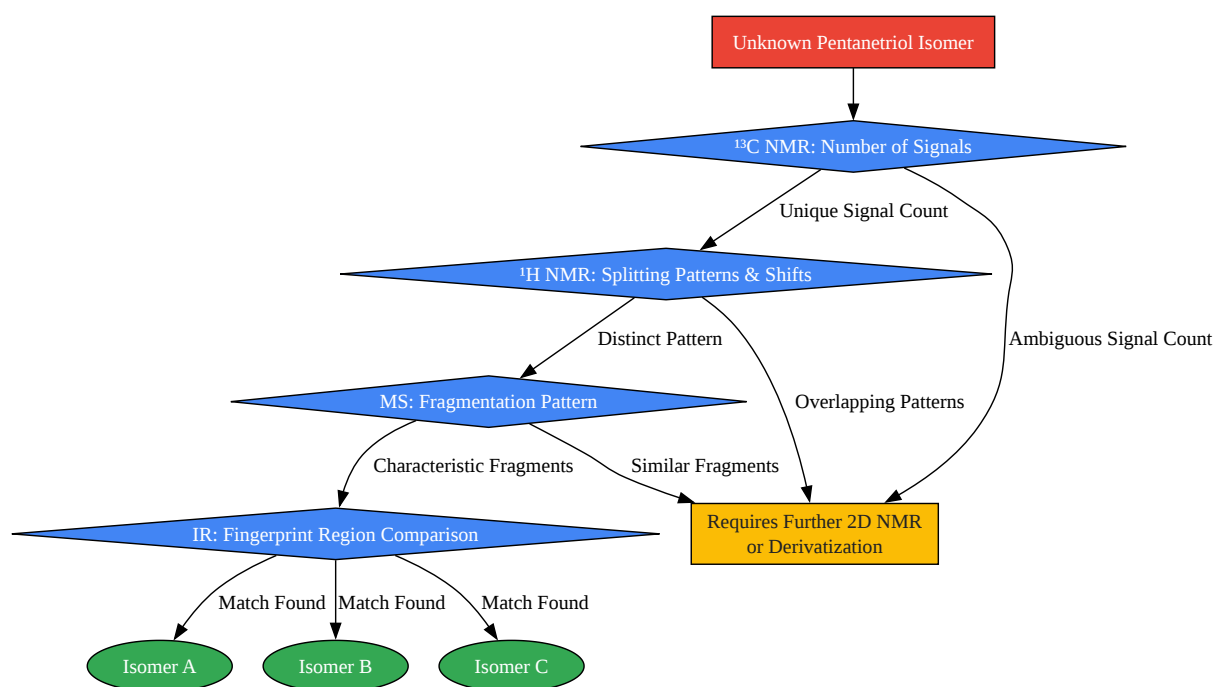 Unknown Pentanetriol Isomer
¹³C NMR: Number of Signals
Unique Signal Count
¹H NMR: Splitting Patterns & Shifts
Distinct Pattern
Ambiguous Signal Count
MS: Fragmentation Pattern
Overlapping Patterns
Characteristic Fragments
Similar Fragments
Requires Further 2D NMR
or Derivatization
IR: Fingerprint Region Comparison
Match Found
Match Found
Match Found
Isomer A
Isomer B
Isomer C